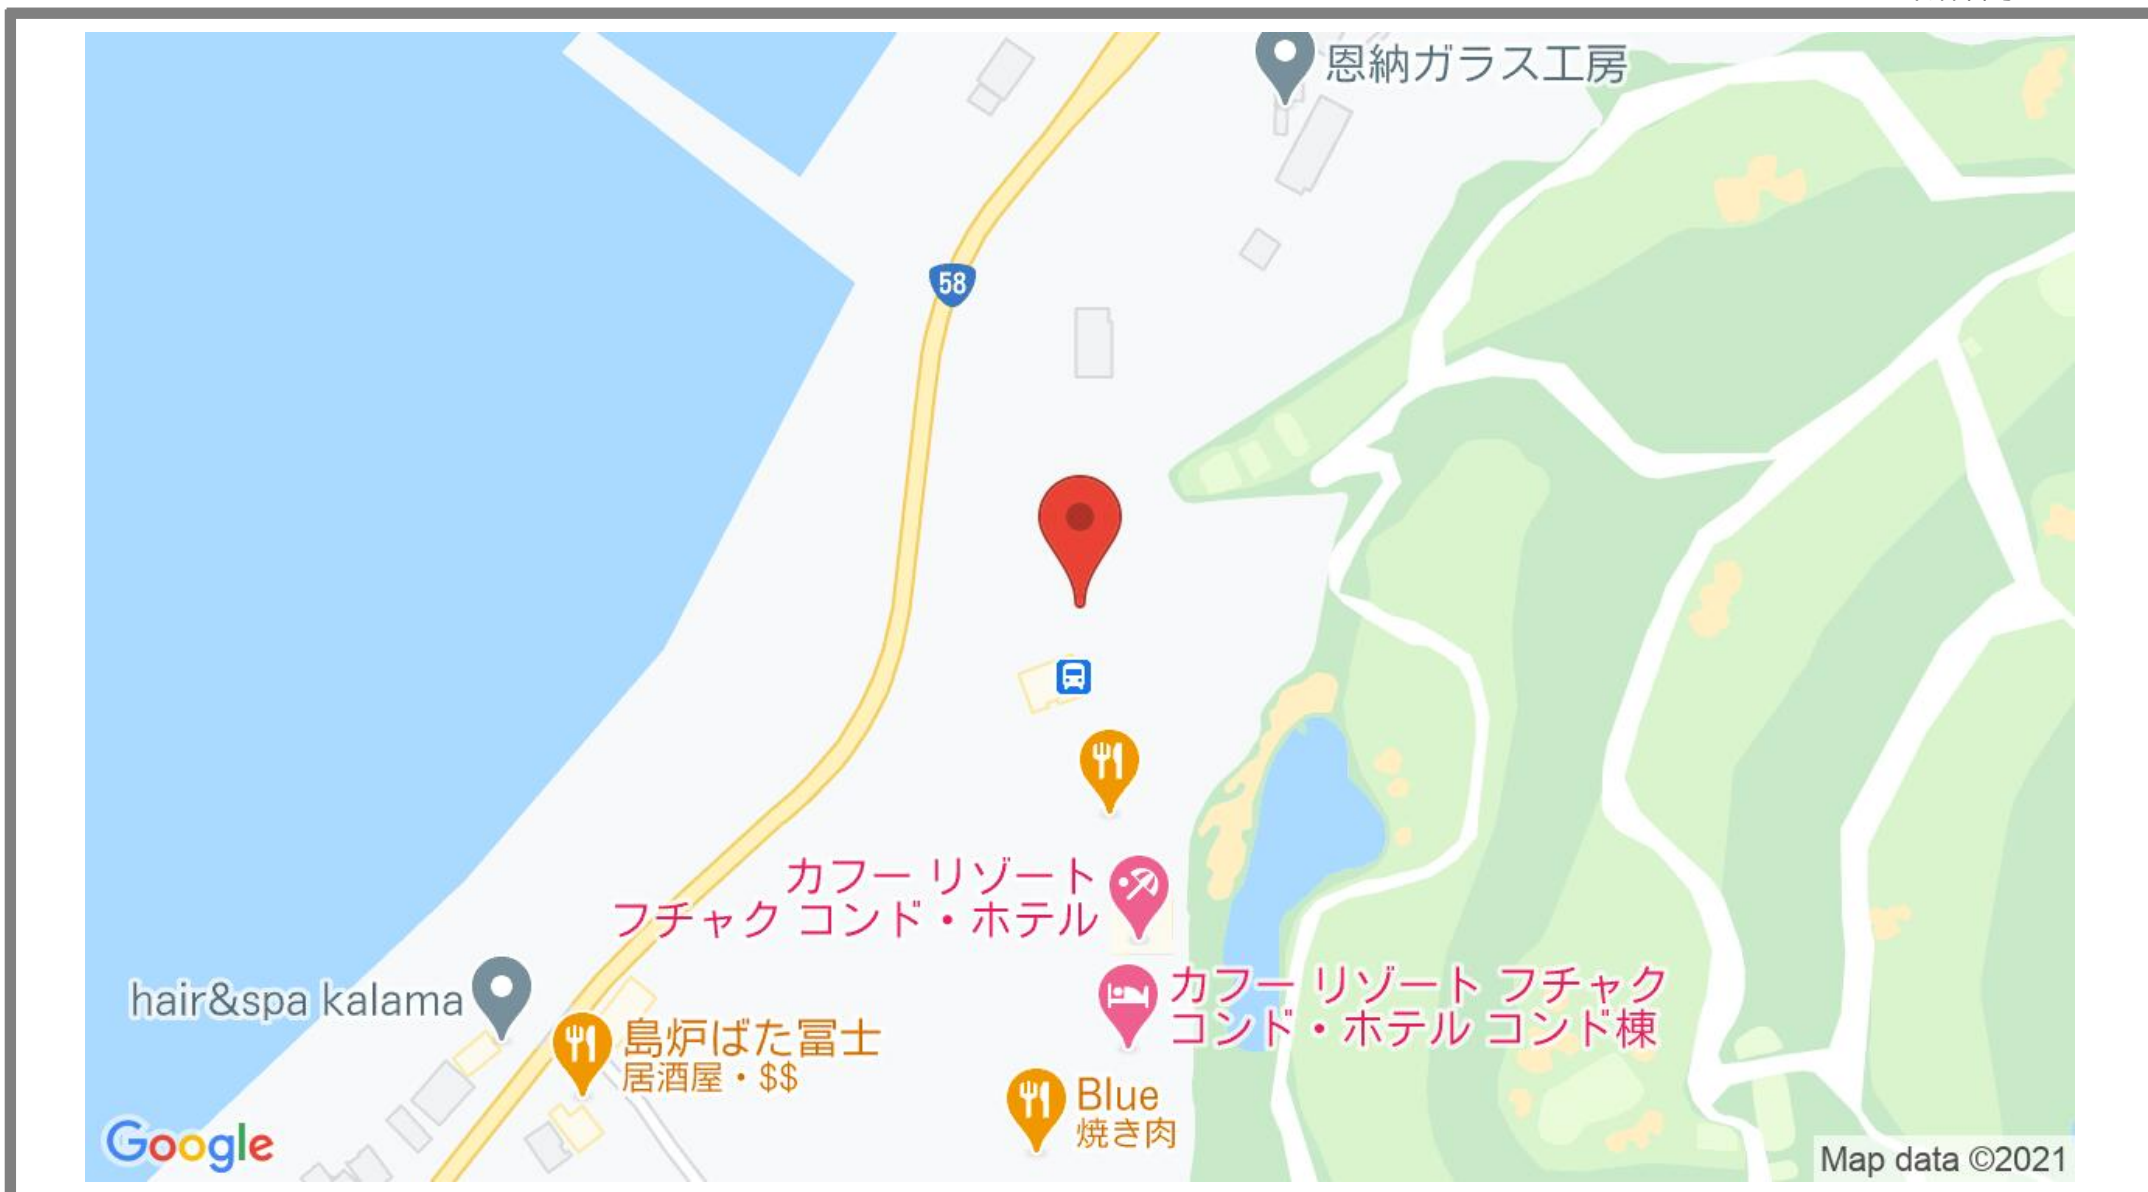 恩納ガラス工房
58
カフー リゾート
フチャク コンド・ホテル
カフー リゾート フチャク
コンド・ホテル コンド棟
hair&spa kalama
島炉ばた冨士
居酒屋・$$
Blue
焼き肉
Google
Map data ©2021